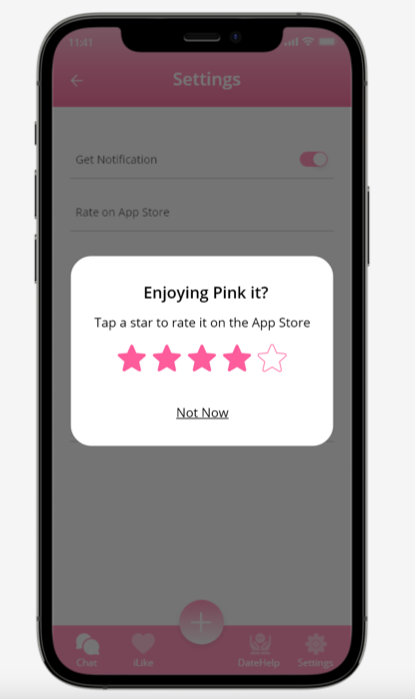 11:41
Settings
Get Notification
Rate on App Store
Enjoying Pink it?
Tap a star to rate it on the App Store
Not Now
Chat
iLike
DateHelp
Settings